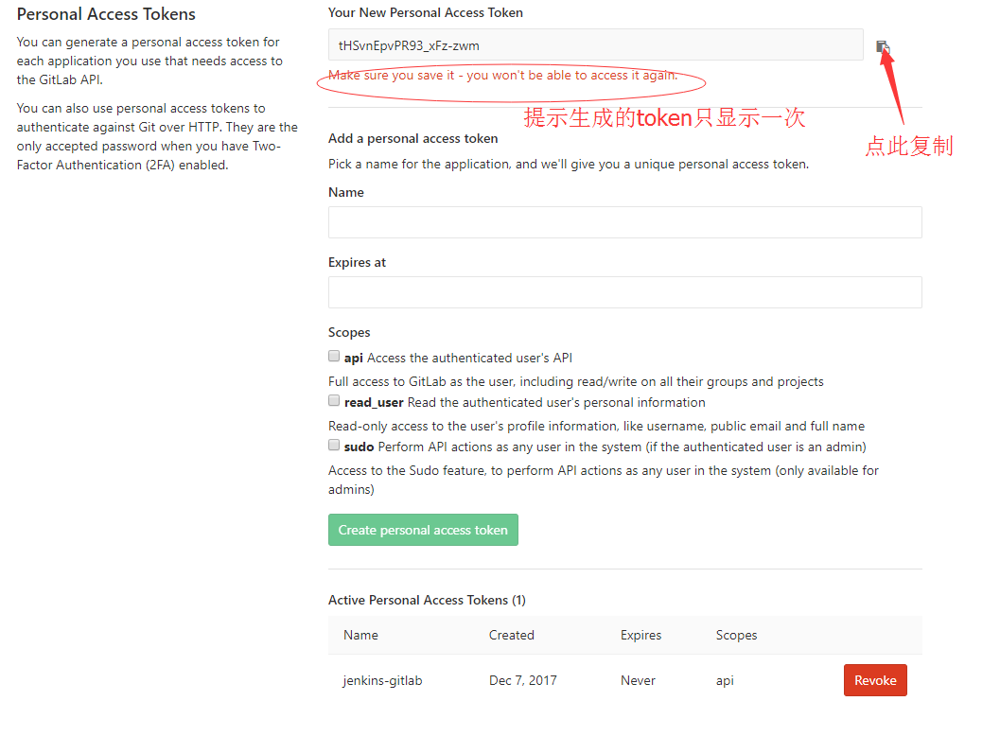 Personal Access Tokens
You can generate a personal access token for
each application you use that needs access to
the GitLab API.
You can also use personal access tokens to
authenticate against Git over HTTP. They are the
only accepted password when you have Two-
Factor Authentication (2FA) enabled.
Your New Personal Access Token
tHSvnEpvPR93_xFz-zwm
Make sure you save it - you won't be able to access it again.
提示生成的token只显示一次
点此复制
Add a personal access token
Pick a name for the application, and we'll give you a unique personal access token.
Name
Expires at
Scopes
api Access the authenticated user's API
Full access to GitLab as the user, including read/write on all their groups and projects
read_user Read the authenticated user's personal information
Read-only access to the user's profile information, like username, public email and full name
sudo Perform API actions as any user in the system (if the authenticated user is an admin)
Access to the Sudo feature, to perform API actions as any user in the system (only available for
admins)
Create personal access token
Active Personal Access Tokens (1)
Name Created Expires Scopes
jenkins-gitlab Dec 7, 2017 Never api Revoke